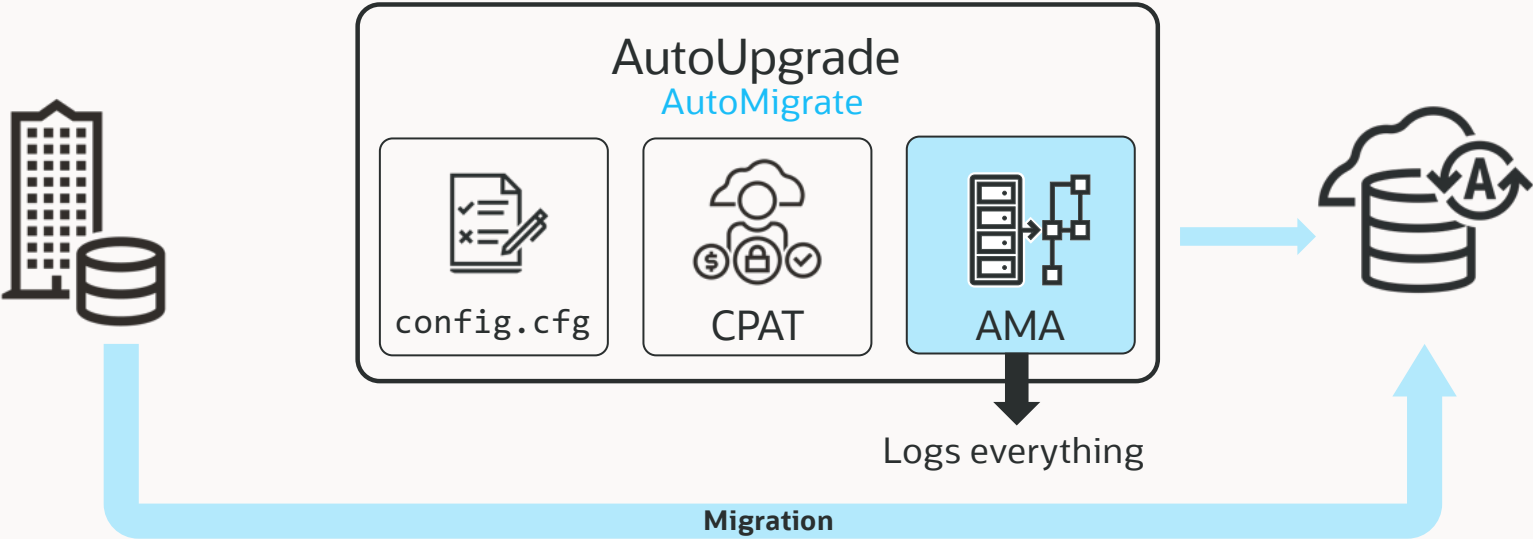 AutoUpgrade
AutoMigrate
config.cfg
CPAT
AMA
$
A
Logs everything
Migration